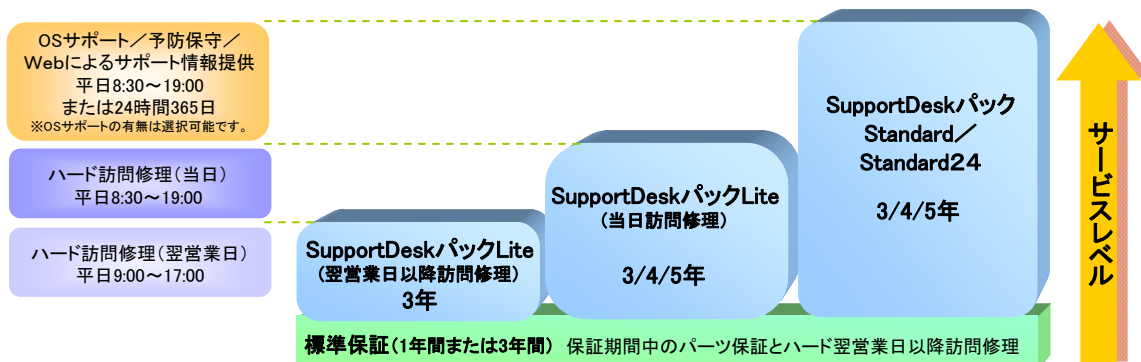 OSサポート／予防保守／
Webによるサポート情報提供
平日8:30～19:00
または24時間365日
※OSサポートの有無は選択可能です。
ハード訪問修理（当日）
平日8:30～19:00
ハード訪問修理（翌営業日）
平日9:00～17:00
SupportDeskパックLite
（翌営業日以降訪問修理）
3年
SupportDeskパックLite
（当日訪問修理）
3/4/5年
SupportDeskパック
Standard／
Standard24
3/4/5年
サービスレベル
標準保証（1年間または3年間） 保証期間中のパーツ保証とハード翌営業日以降訪問修理